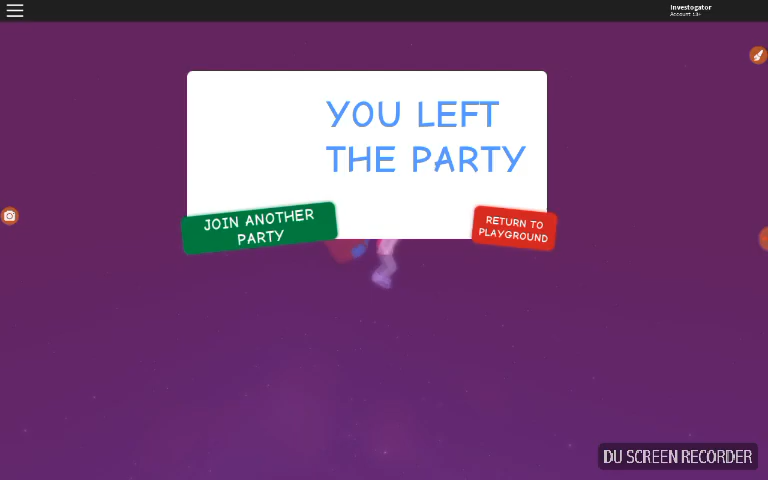 Investogator
Account 13+
YOU LEFT
THE PARTY
JOIN ANOTHER
PARTY
RETURN TO
PLAYGROUND
DU SCREEN RECORDER